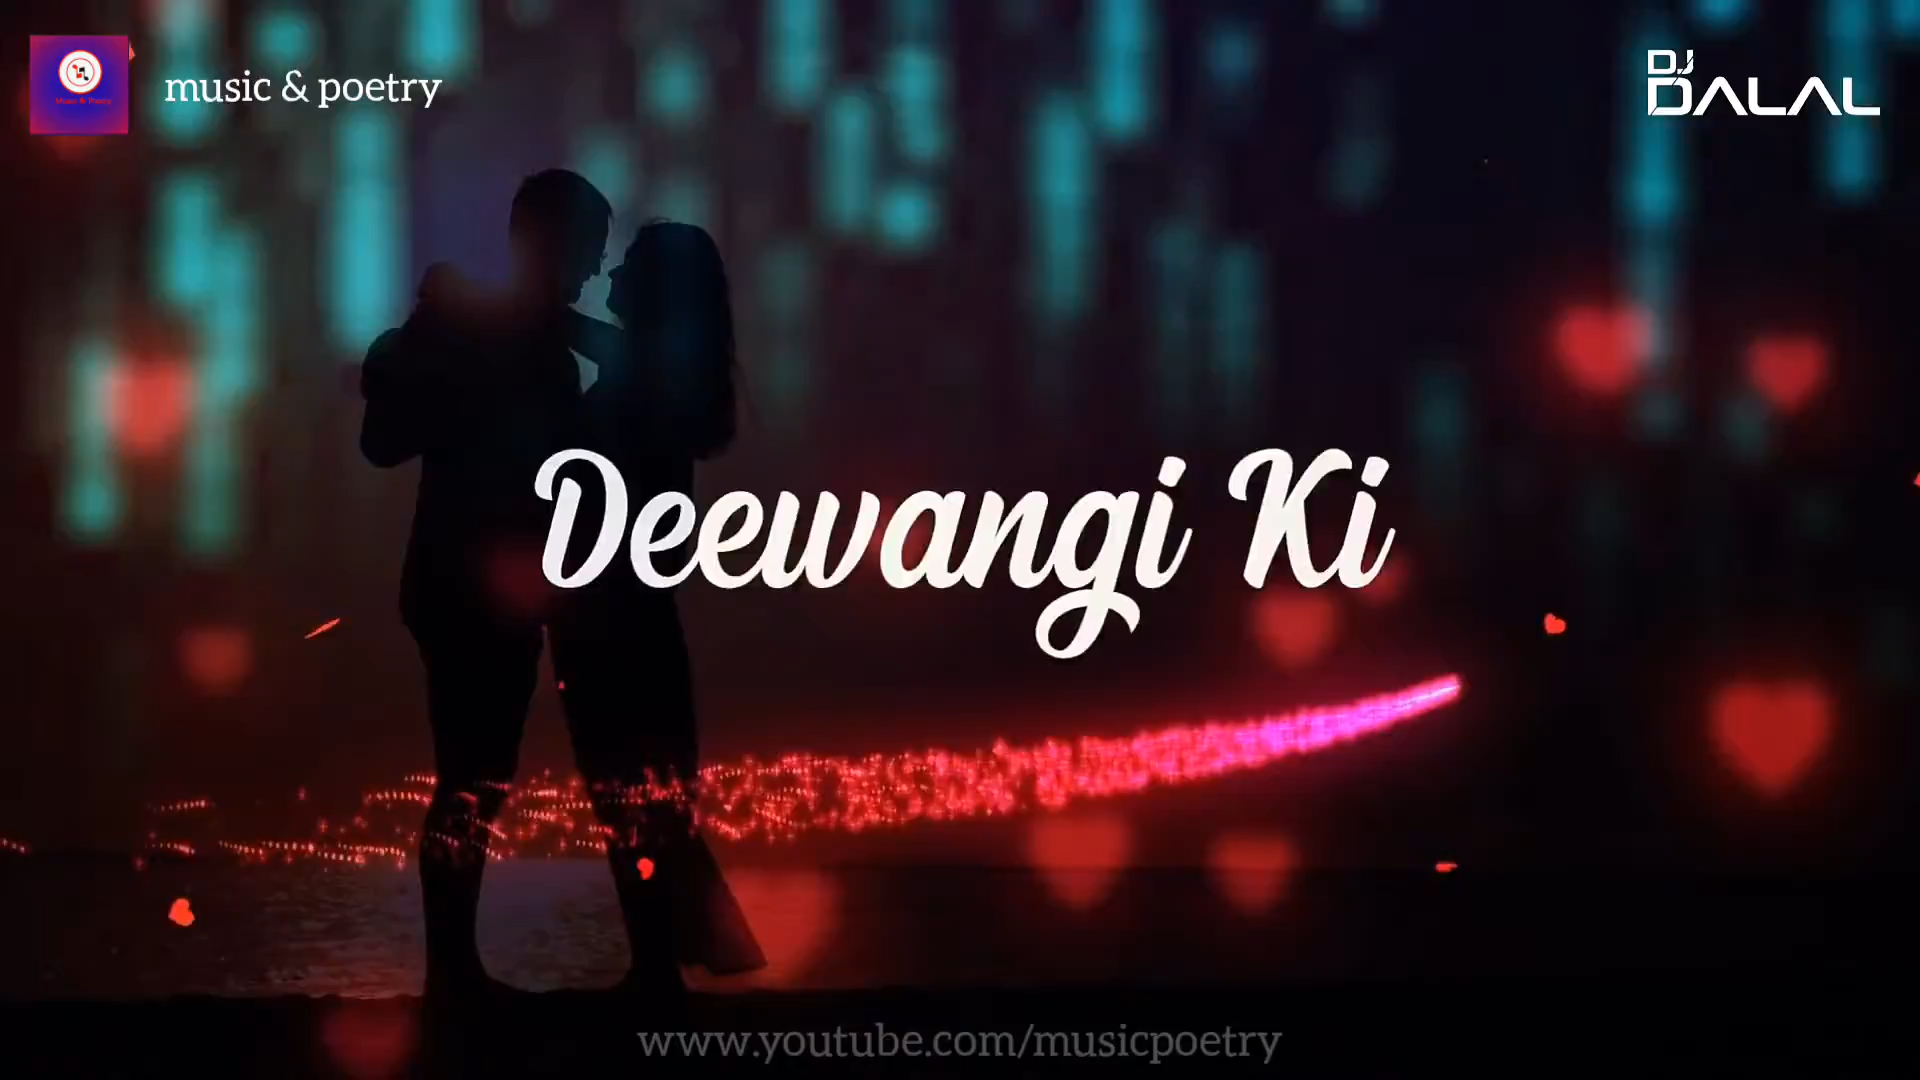 music & poetry
DJ
DALAL
Deewangi Ki
www.youtube.com/musicpoetry